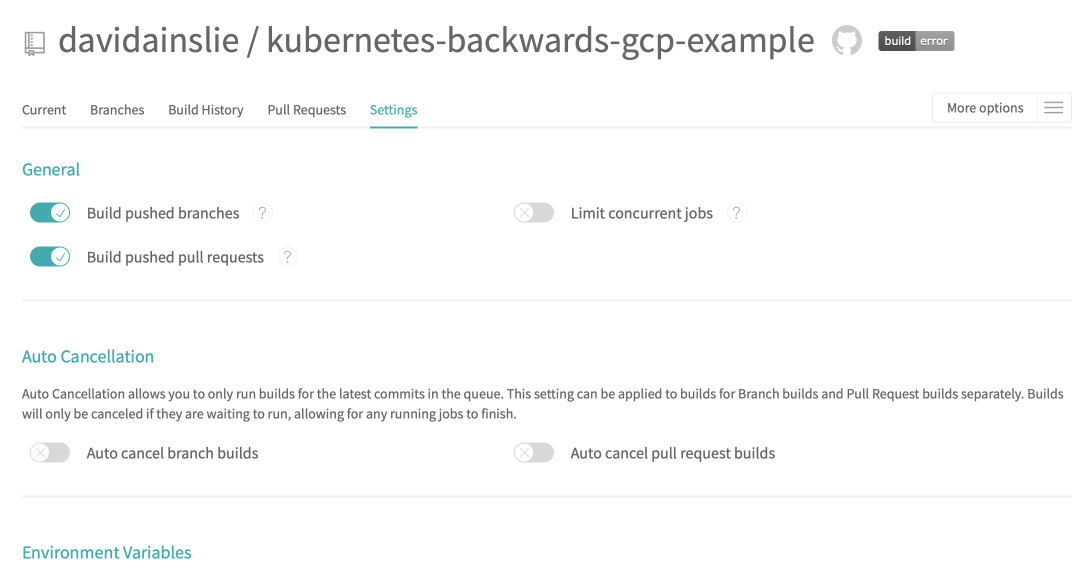 davidainslie / kubernetes-backwards-gcp-example build error
Current Branches Build History Pull Requests Settings More options
General
Build pushed branches ? Limit concurrent jobs ?
Build pushed pull requests ?
Auto Cancellation
Auto Cancellation allows you to only run builds for the latest commits in the queue. This setting can be applied to builds for Branch builds and Pull Request builds separately. Builds
will only be canceled if they are waiting to run, allowing for any running jobs to finish.
Auto cancel branch builds Auto cancel pull request builds
Environment Variables